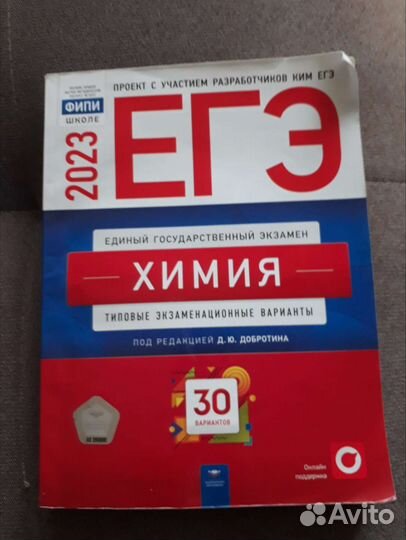 ПРОЕКТ С УЧАСТИЕМ РАЗРАБОТЧИКОВ КИМ ЕГЭ
ФИПИ
ШКОЛЕ
2023
ЕГЭ
ЕДИНЫЙ ГОСУДАРСТВЕННЫЙ ЭКЗАМЕН
ХИМИЯ
ТИПОВЫЕ ЭКЗАМЕНАЦИОННЫЕ ВАРИАНТЫ
ПОД РЕДАКЦИЕЙ Д.Ю. ДОБРОТИНА
30
ВАРИАНТОВ
Онлайн
поддержка
Avito